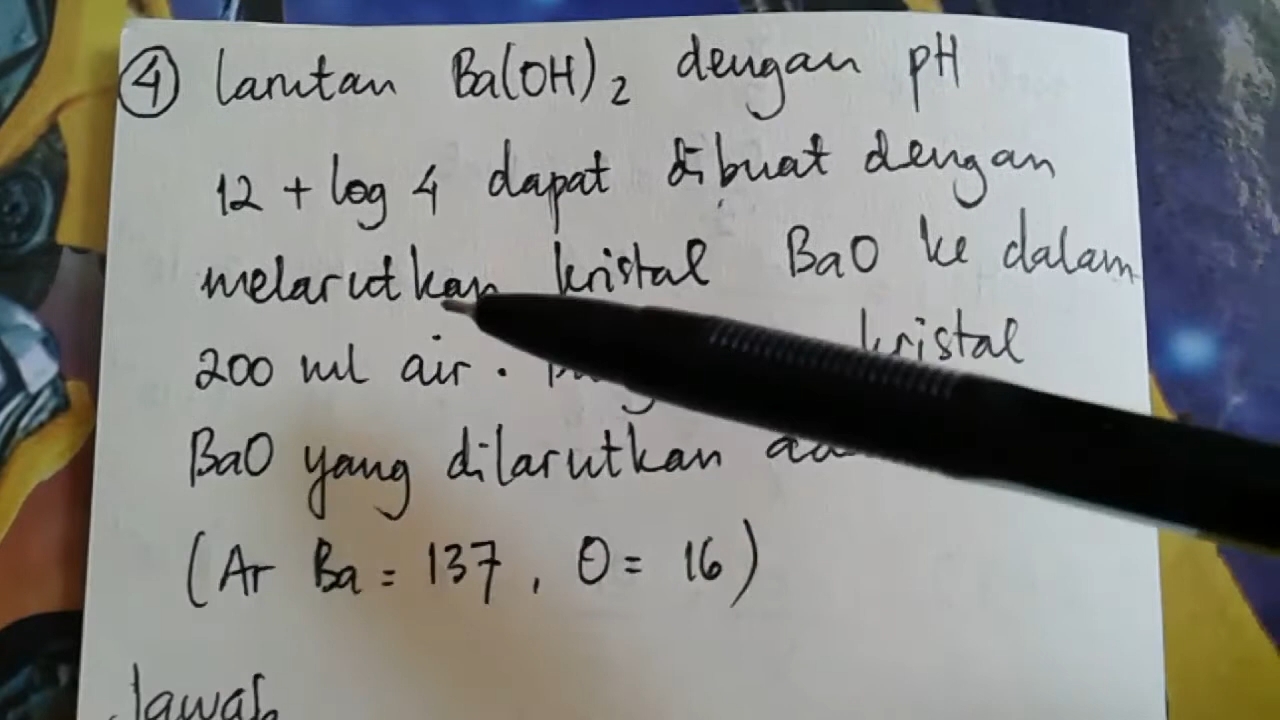 ④ larutan Ba(OH)₂ dengan pH
12 + log 4 dapat dibuat dengan
melarutkan kristal BaO ke dalam
200 ml air. kristal
BaO yang dilarutkan
(Ar Ba = 137, O = 16)
Jawab